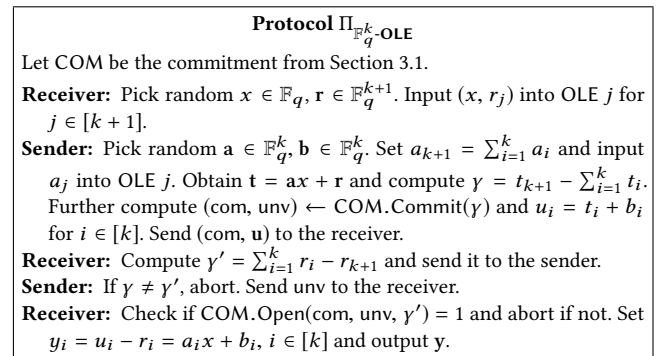 Protocol Π_{𝔽_q^k-OLE}
Let COM be the commitment from Section 3.1.
Receiver: Pick random x ∈ 𝔽_q, r ∈ 𝔽_q^{k+1}. Input (x, r_j) into OLE j for
j ∈ [k + 1].
Sender: Pick random a ∈ 𝔽_q^k, b ∈ 𝔽_q^k. Set a_{k+1} = ∑_{i=1}^k a_i and input
a_j into OLE j. Obtain t = ax + r and compute γ = t_{k+1} − ∑_{i=1}^k t_i.
Further compute (com, unv) ← COM.Commit(γ) and u_i = t_i + b_i
for i ∈ [k]. Send (com, u) to the receiver.
Receiver: Compute γ′ = ∑_{i=1}^k r_i − r_{k+1} and send it to the sender.
Sender: If γ ≠ γ′, abort. Send unv to the receiver.
Receiver: Check if COM.Open(com, unv, γ′) = 1 and abort if not. Set
y_i = u_i − r_i = a_i x + b_i, i ∈ [k] and output y.